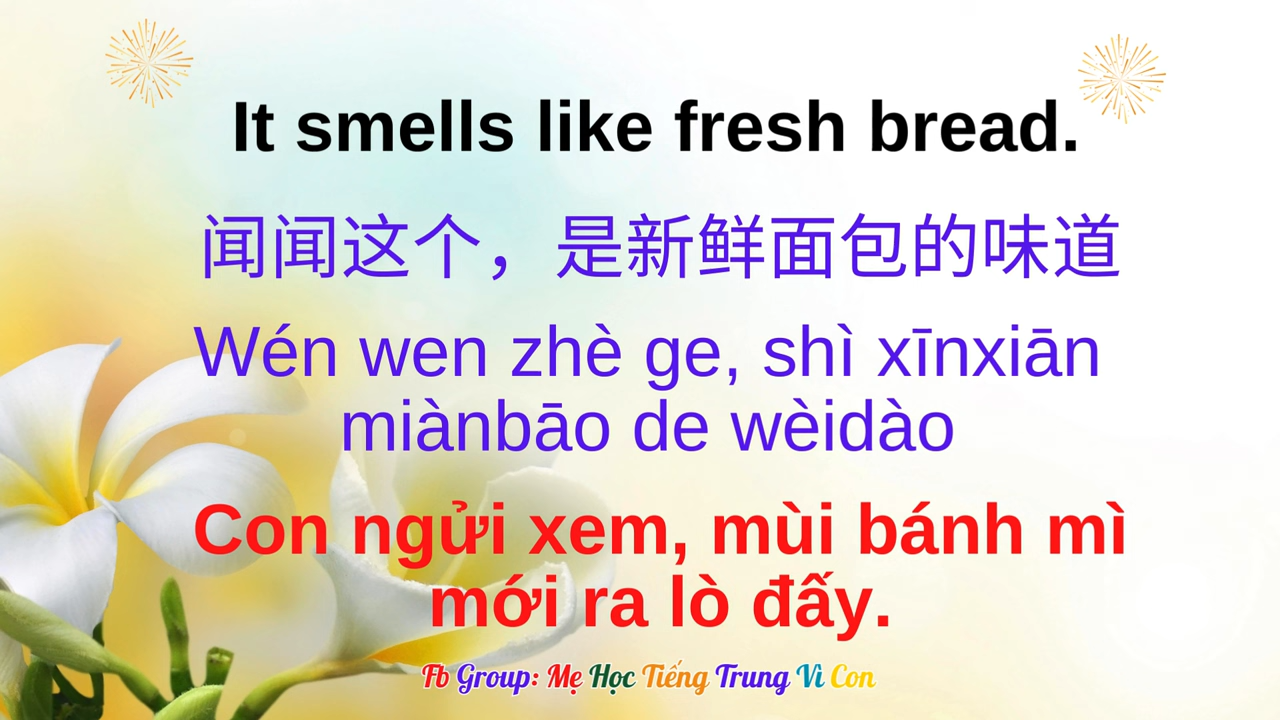 It smells like fresh bread.
闻闻这个，是新鲜面包的味道
Wén wen zhè ge, shì xīnxiān
miànbāo de wèidào
Con ngửi xem, mùi bánh mì
mới ra lò đấy.
Fb Group: Mẹ Học Tiếng Trung Vì Con